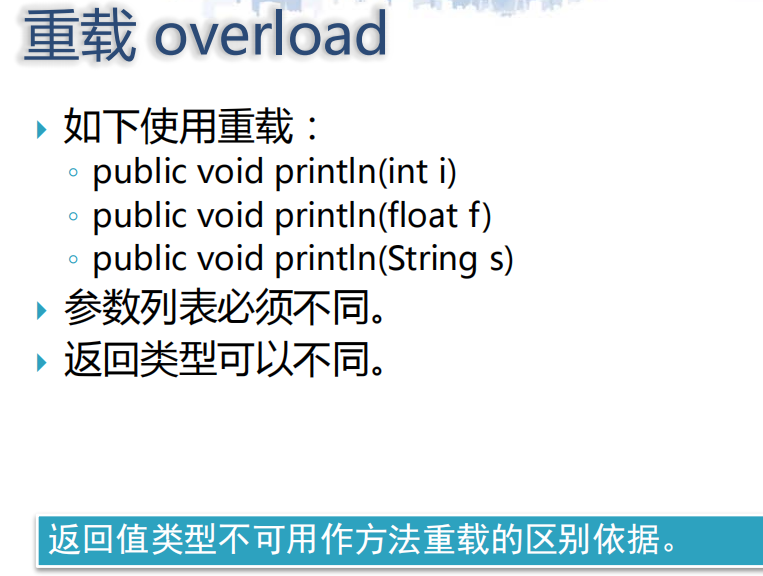 重载 overload
如下使用重载：
public void println(int i)
public void println(float f)
public void println(String s)
参数列表必须不同。
返回类型可以不同。
返回值类型不可用作方法重载的区别依据。